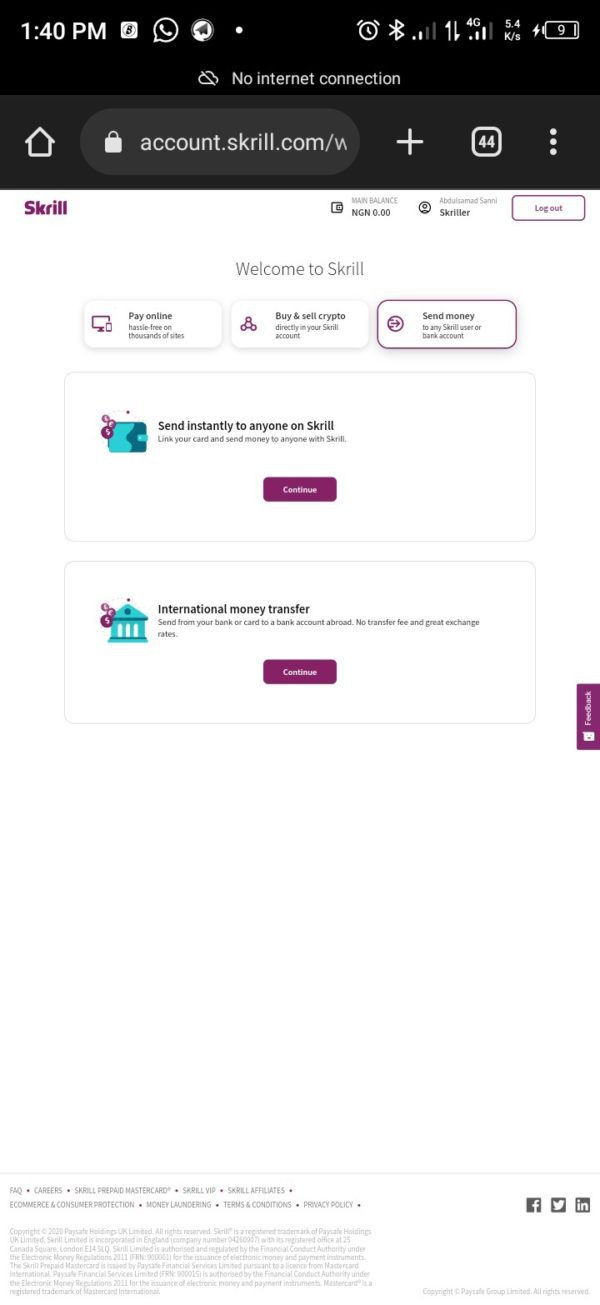 1:40 PM
4G
5.4
K/s
9
No internet connection
account.skrill.com/w
44
Skrill
MAIN BALANCE
NGN 0.00
Abdulsamad Sanni
Skriller
Log out
Welcome to Skrill
Pay online
hassle-free on
thousands of sites
Buy & sell crypto
directly in your Skrill
account
Send money
to any Skrill user or
bank account
Send instantly to anyone on Skrill
Link your card and send money to anyone with Skrill.
Continue
International money transfer
Send from your bank or card to a bank account abroad. No transfer fee and great exchange
rates.
Continue
Feedback
FAQ • CAREERS • SKRILL PREPAID MASTERCARD® • SKRILL VIP • SKRILL AFFILIATES •
ECOMMERCE & CONSUMER PROTECTION • MONEY LAUNDERING • TERMS & CONDITIONS • PRIVACY POLICY •
Copyright © 2020 Paysafe Holdings UK Limited. All rights reserved. Skrill® is a registered trademark of Paysafe Holdings
UK Limited. Skrill Limited is incorporated in England (company number 04260907) with its registered office at 25
Canada Square, London E14 5LQ. Skrill Limited is authorised and regulated by the Financial Conduct Authority under
the Electronic Money Regulations 2011 (FRN: 900001) for the issuance of electronic money and payment instruments.
The Skrill Prepaid Mastercard is issued by Paysafe Financial Services Limited pursuant to a licence from Mastercard
International. Paysafe Financial Services Limited (FRN: 900015) is authorised by the Financial Conduct Authority under
the Electronic Money Regulations 2011 for the issuance of electronic money and payment instruments. Mastercard® is a
registered trademark of Mastercard International.
Copyright © Paysafe Group Limited. All rights reserved.